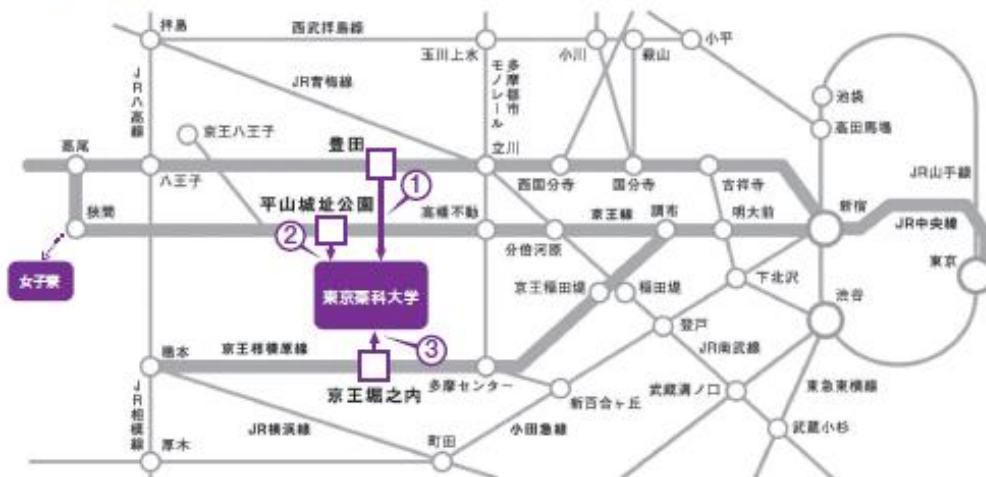 拝島
西武拝島線
玉川上水
小川
萩山
小平
JR八高線
JR青梅線
多摩都市
モノレール
池袋
高田馬場
京王八王子
豊田
立川
高尾
八王子
①
西国分寺
国分寺
吉祥寺
JR山手線
平山城址公園
高幡不動
京王線
調布
明大前
新宿
JR中央線
狭間
②
分倍河原
東京
女子寮
東京薬科大学
京王稲田堤
稲田堤
下北沢
渋谷
③
登戸
橋本
京王相模原線
JR南武線
多摩センター
京王堀之内
新百合ヶ丘
武蔵溝ノ口
東急東横線
JR相模線
JR横浜線
町田
小田急線
武蔵小杉
厚木